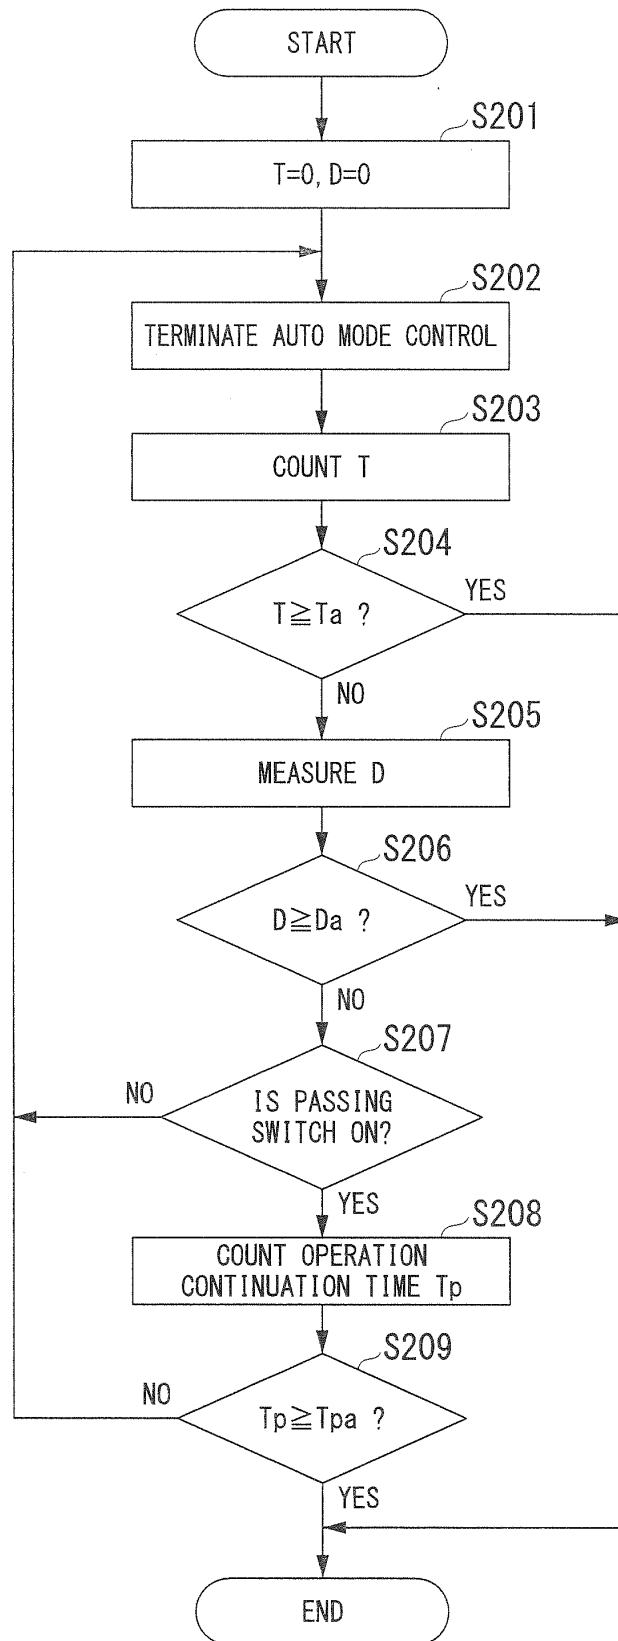 START
S201
T=0, D=0
S202
TERMINATE AUTO MODE CONTROL
S203
COUNT T
S204
T≧Ta ?
YES
NO
S205
MEASURE D
S206
D≧Da ?
YES
NO
S207
IS PASSING
SWITCH ON?
NO
YES
S208
COUNT OPERATION
CONTINUATION TIME Tp
S209
Tp≧Tpa ?
NO
YES
END